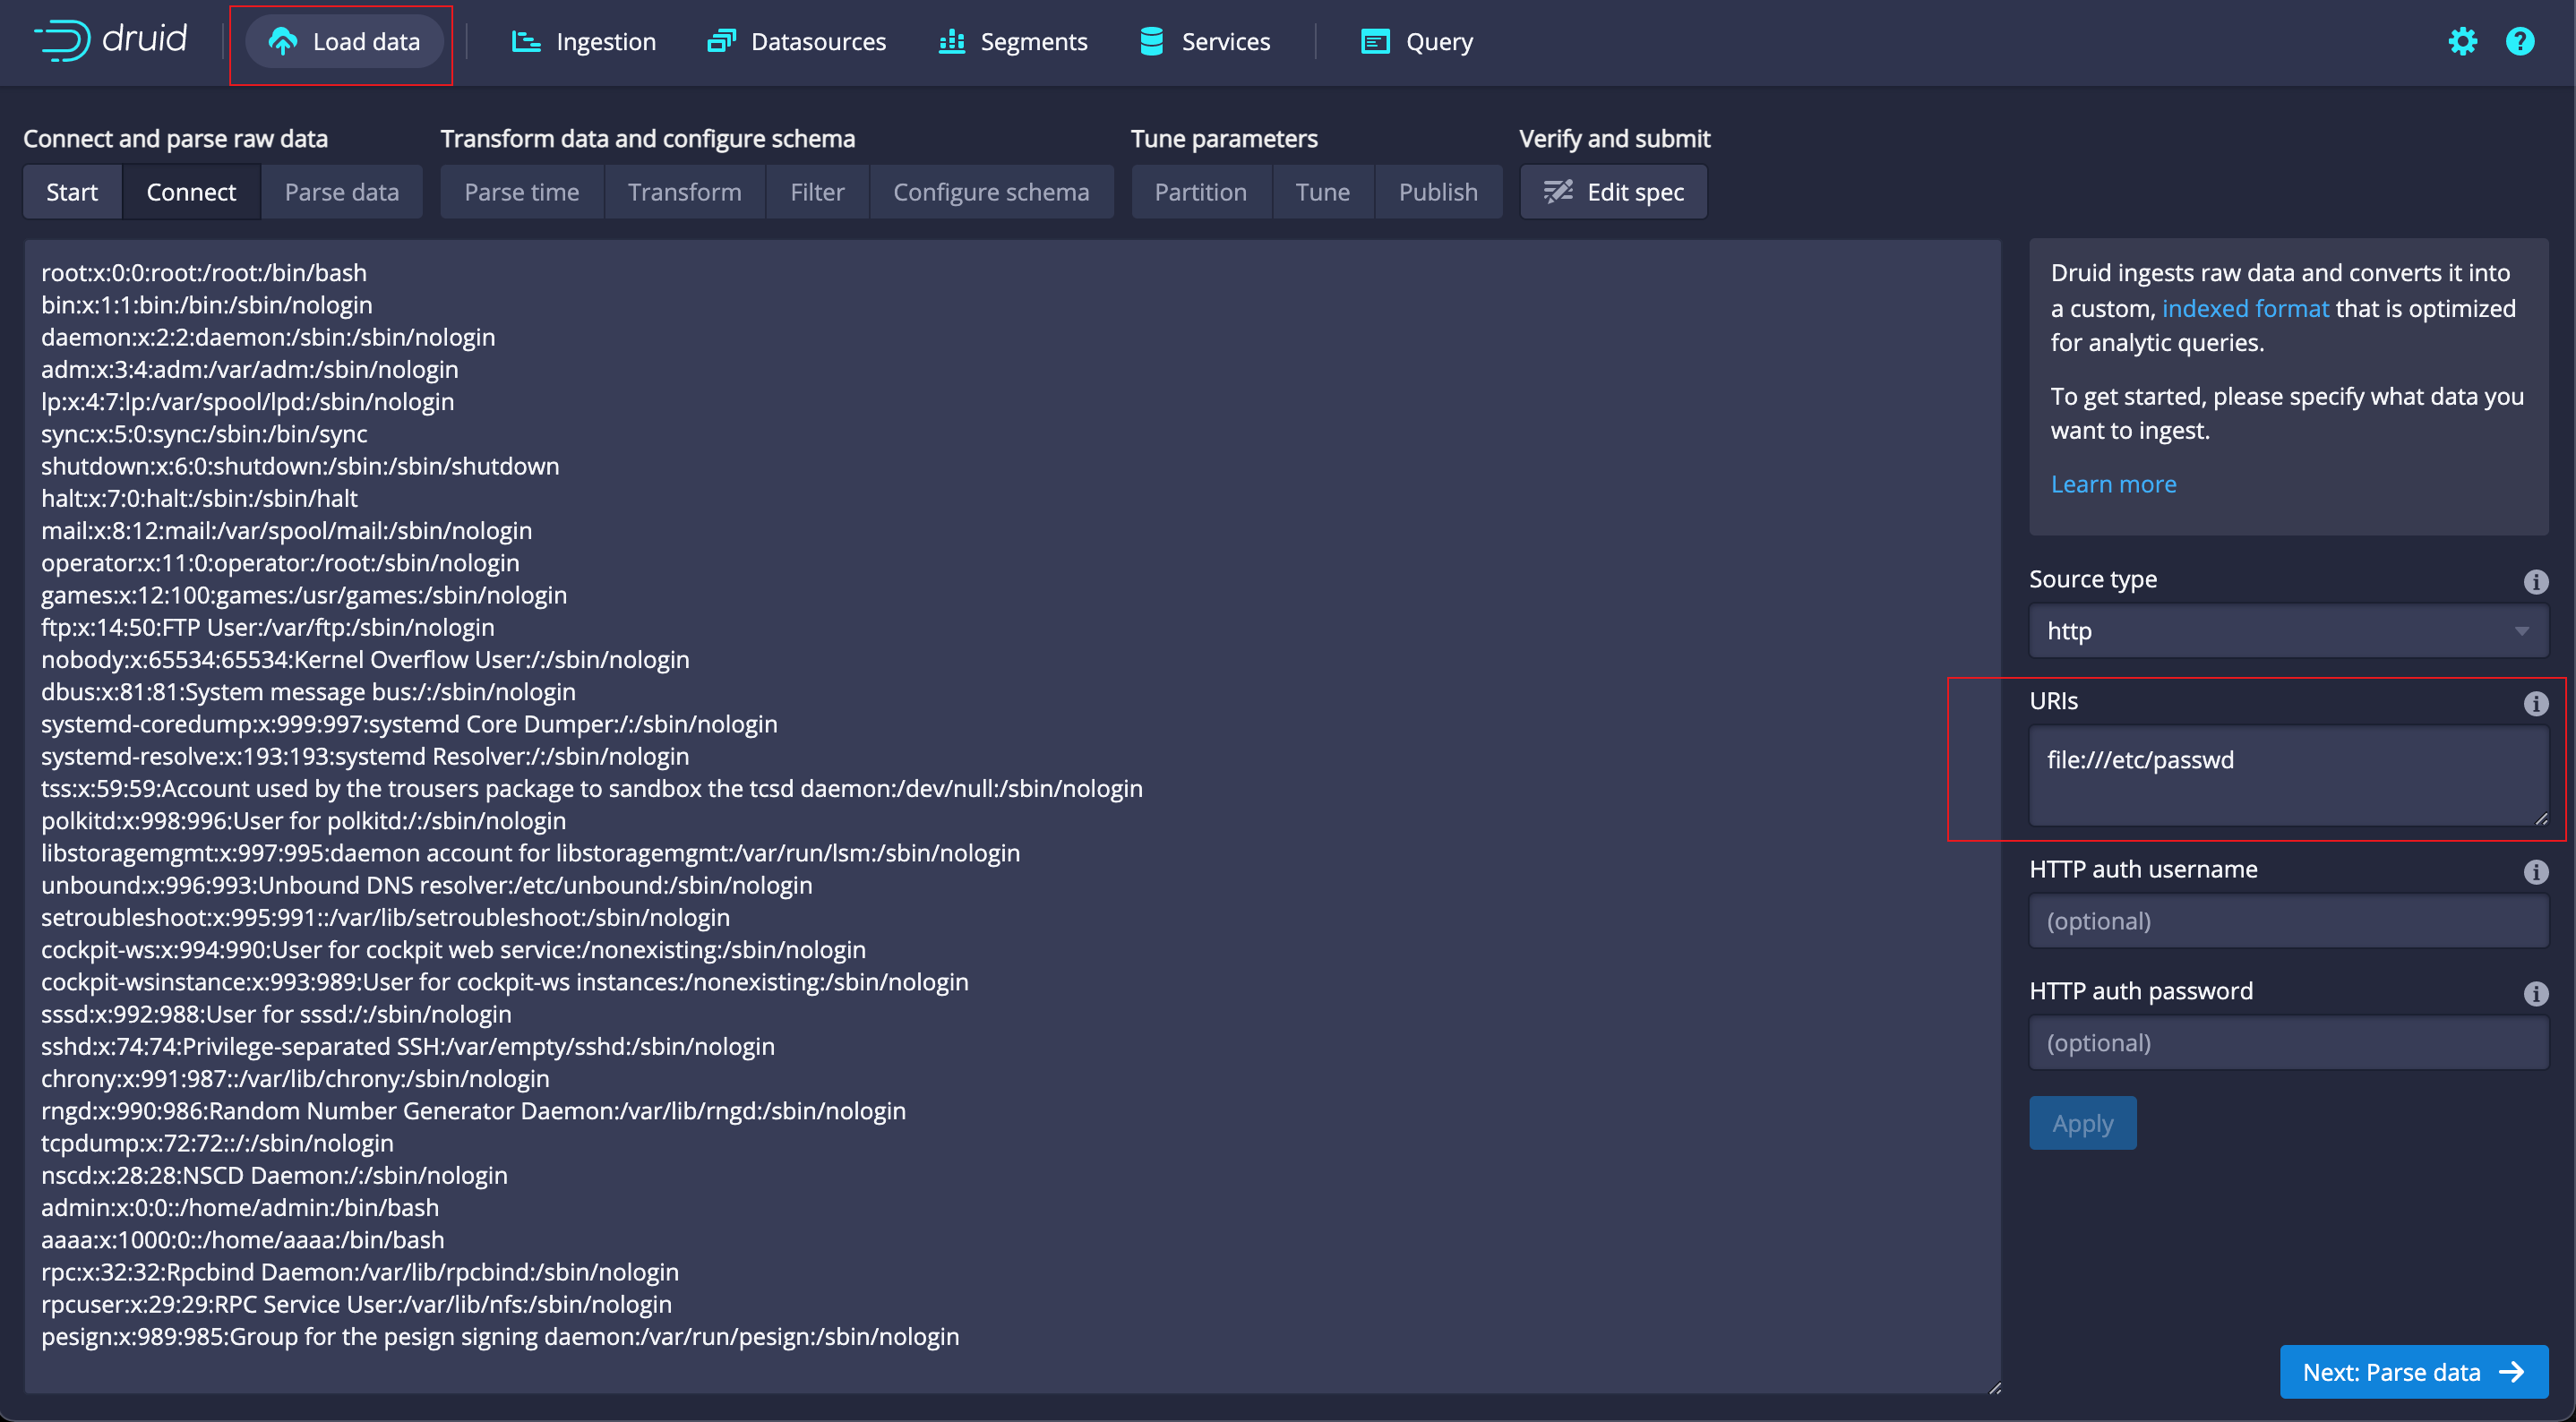 druid
Load data
Ingestion
Datasources
Segments
Services
Query
Connect and parse raw data
Transform data and configure schema
Tune parameters
Verify and submit
Start
Connect
Parse data
Parse time
Transform
Filter
Configure schema
Partition
Tune
Publish
Edit spec
root:x:0:0:root:/root:/bin/bash
bin:x:1:1:bin:/bin:/sbin/nologin
daemon:x:2:2:daemon:/sbin:/sbin/nologin
adm:x:3:4:adm:/var/adm:/sbin/nologin
lp:x:4:7:lp:/var/spool/lpd:/sbin/nologin
sync:x:5:0:sync:/sbin:/bin/sync
shutdown:x:6:0:shutdown:/sbin:/sbin/shutdown
halt:x:7:0:halt:/sbin:/sbin/halt
mail:x:8:12:mail:/var/spool/mail:/sbin/nologin
operator:x:11:0:operator:/root:/sbin/nologin
games:x:12:100:games:/usr/games:/sbin/nologin
ftp:x:14:50:FTP User:/var/ftp:/sbin/nologin
nobody:x:65534:65534:Kernel Overflow User:/:/sbin/nologin
dbus:x:81:81:System message bus:/:/sbin/nologin
systemd-coredump:x:999:997:systemd Core Dumper:/:/sbin/nologin
systemd-resolve:x:193:193:systemd Resolver:/:/sbin/nologin
tss:x:59:59:Account used by the trousers package to sandbox the tcsd daemon:/dev/null:/sbin/nologin
polkitd:x:998:996:User for polkitd:/:/sbin/nologin
libstoragemgmt:x:997:995:daemon account for libstoragemgmt:/var/run/lsm:/sbin/nologin
unbound:x:996:993:Unbound DNS resolver:/etc/unbound:/sbin/nologin
setroubleshoot:x:995:991::/var/lib/setroubleshoot:/sbin/nologin
cockpit-ws:x:994:990:User for cockpit web service:/nonexisting:/sbin/nologin
cockpit-wsinstance:x:993:989:User for cockpit-ws instances:/nonexisting:/sbin/nologin
sssd:x:992:988:User for sssd:/:/sbin/nologin
sshd:x:74:74:Privilege-separated SSH:/var/empty/sshd:/sbin/nologin
chrony:x:991:987::/var/lib/chrony:/sbin/nologin
rngd:x:990:986:Random Number Generator Daemon:/var/lib/rngd:/sbin/nologin
tcpdump:x:72:72::/:/sbin/nologin
nscd:x:28:28:NSCD Daemon:/:/sbin/nologin
admin:x:0:0::/home/admin:/bin/bash
aaaa:x:1000:0::/home/aaaa:/bin/bash
rpc:x:32:32:Rpcbind Daemon:/var/lib/rpcbind:/sbin/nologin
rpcuser:x:29:29:RPC Service User:/var/lib/nfs:/sbin/nologin
pesign:x:989:985:Group for the pesign signing daemon:/var/run/pesign:/sbin/nologin
Druid ingests raw data and converts it into
a custom, indexed format that is optimized
for analytic queries.
To get started, please specify what data you
want to ingest.
Learn more
Source type
http
URIs
file:///etc/passwd
HTTP auth username
(optional)
HTTP auth password
(optional)
Apply
Next: Parse data